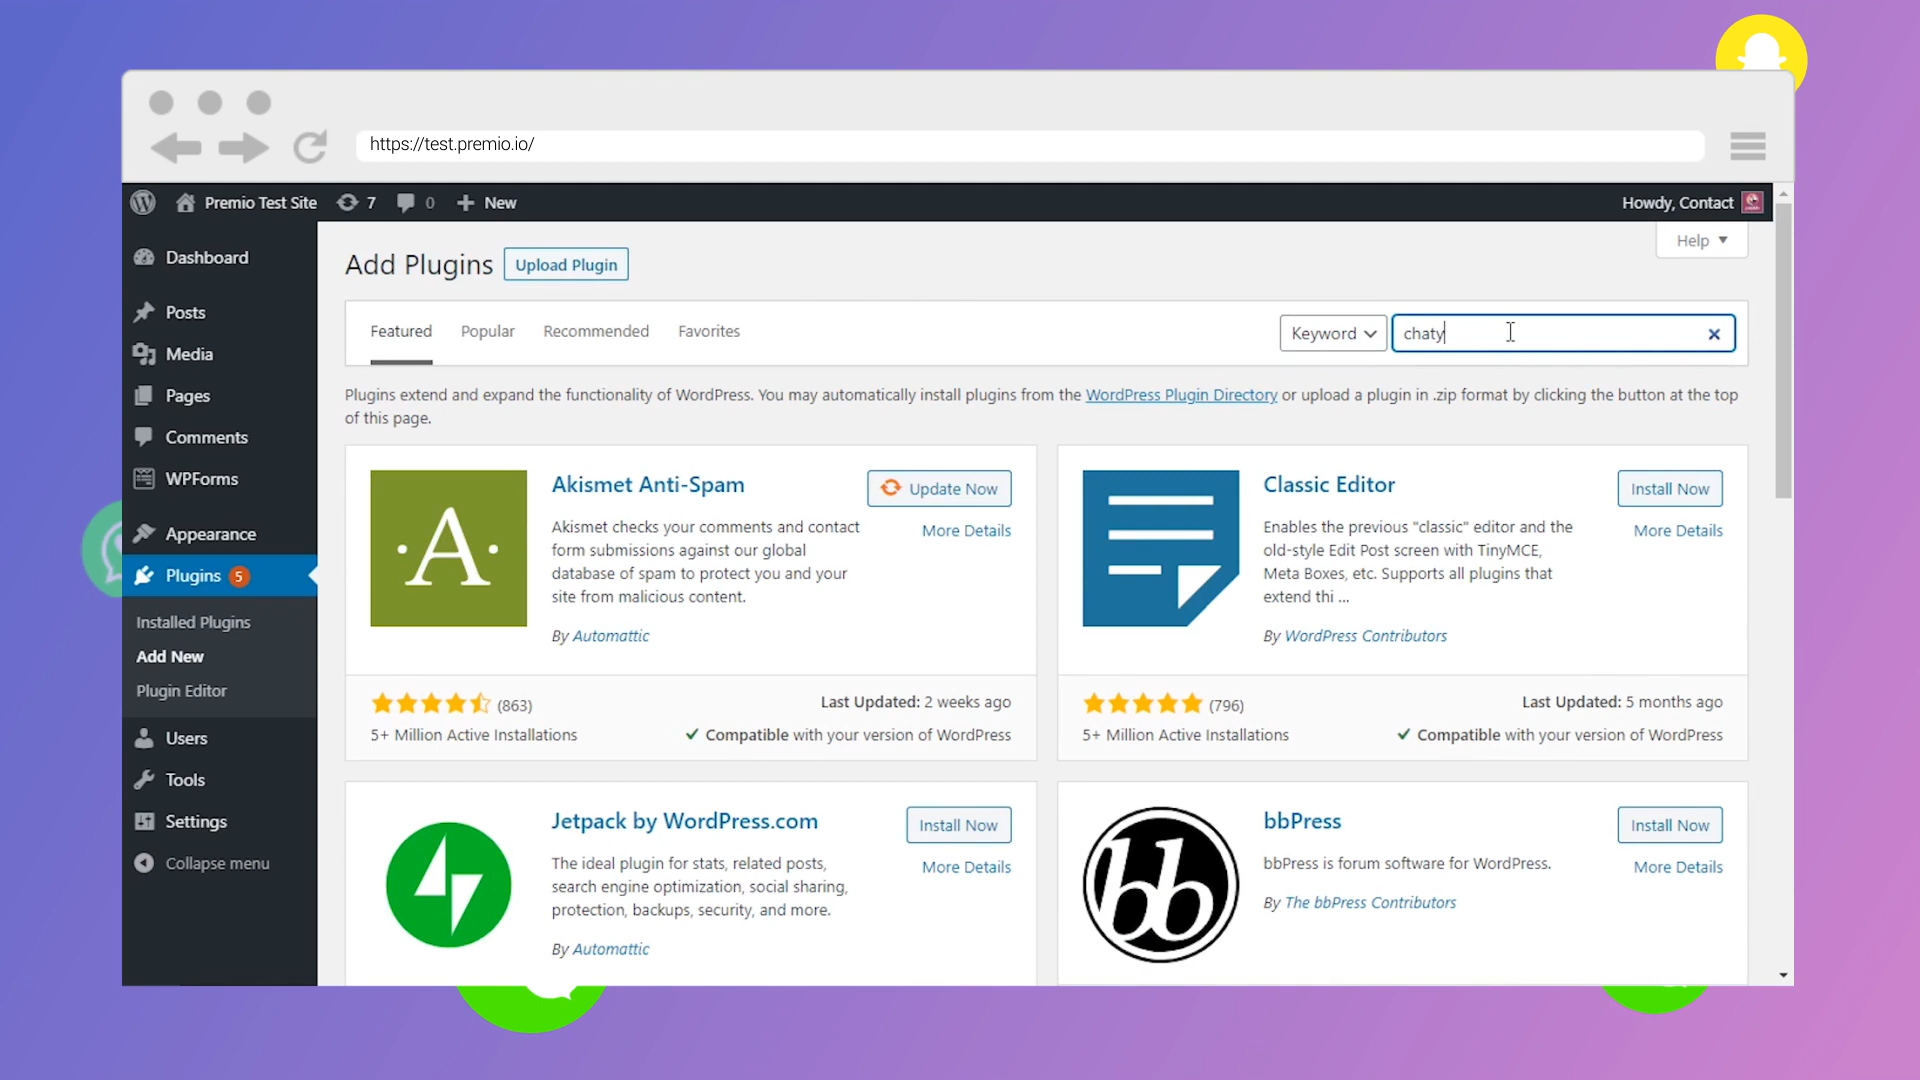 https://test.premio.io/
Premio Test Site 7 0 + New
Howdy, Contact
Help
Dashboard
Posts
Media
Pages
Comments
WPForms
Appearance
Plugins 5
Installed Plugins
Add New
Plugin Editor
Users
Tools
Settings
Collapse menu
Add Plugins Upload Plugin
Featured Popular Recommended Favorites Keyword chaty
Plugins extend and expand the functionality of WordPress. You may automatically install plugins from the WordPress Plugin Directory or upload a plugin in .zip format by clicking the button at the top
of this page.
A
Akismet Anti-Spam
Update Now
More Details
Akismet checks your comments and contact
form submissions against our global
database of spam to protect you and your
site from malicious content.
By Automattic
(863)
Last Updated: 2 weeks ago
5+ Million Active Installations
Compatible with your version of WordPress
Classic Editor
Install Now
More Details
Enables the previous "classic" editor and the
old-style Edit Post screen with TinyMCE,
Meta Boxes, etc. Supports all plugins that
extend thi ...
By WordPress Contributors
(796)
Last Updated: 5 months ago
5+ Million Active Installations
Compatible with your version of WordPress
Jetpack by WordPress.com
Install Now
More Details
The ideal plugin for stats, related posts,
search engine optimization, social sharing,
protection, backups, security, and more.
By Automattic
bb
bbPress
Install Now
More Details
bbPress is forum software for WordPress.
By The bbPress Contributors